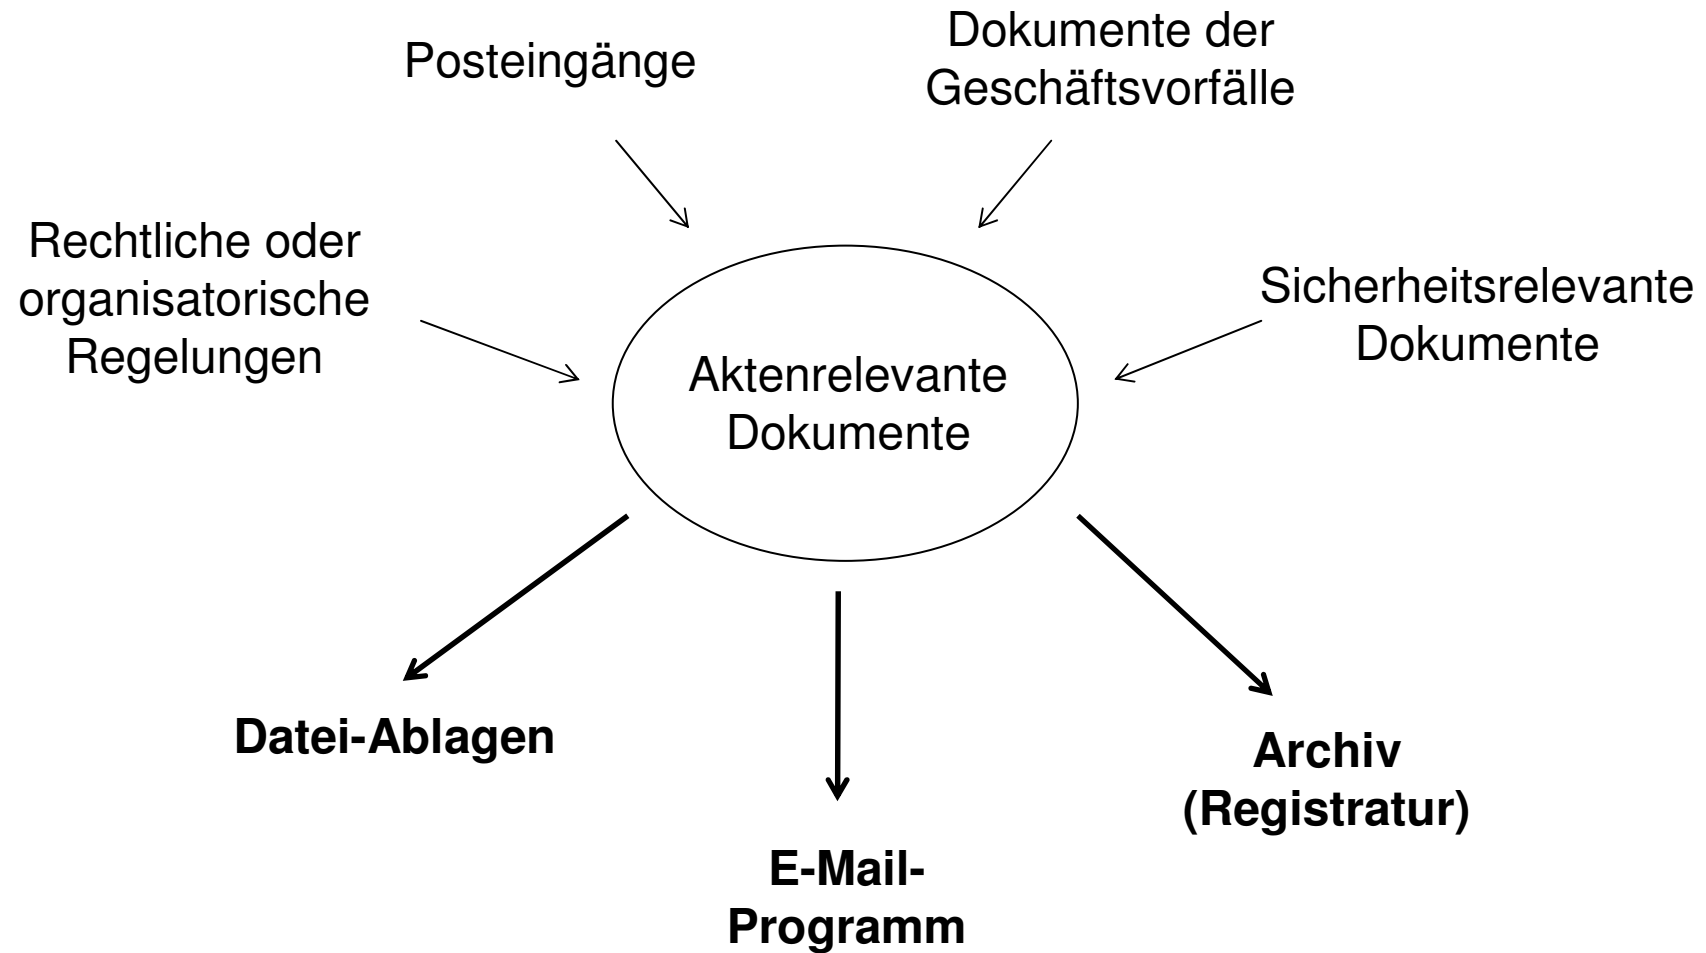 Posteingänge
Dokumente der
Geschäftsvorfälle
Rechtliche oder
organisatorische
Regelungen
Sicherheitsrelevante
Dokumente
Aktenrelevante
Dokumente
Datei-Ablagen
E-Mail-
Programm
Archiv
(Registratur)